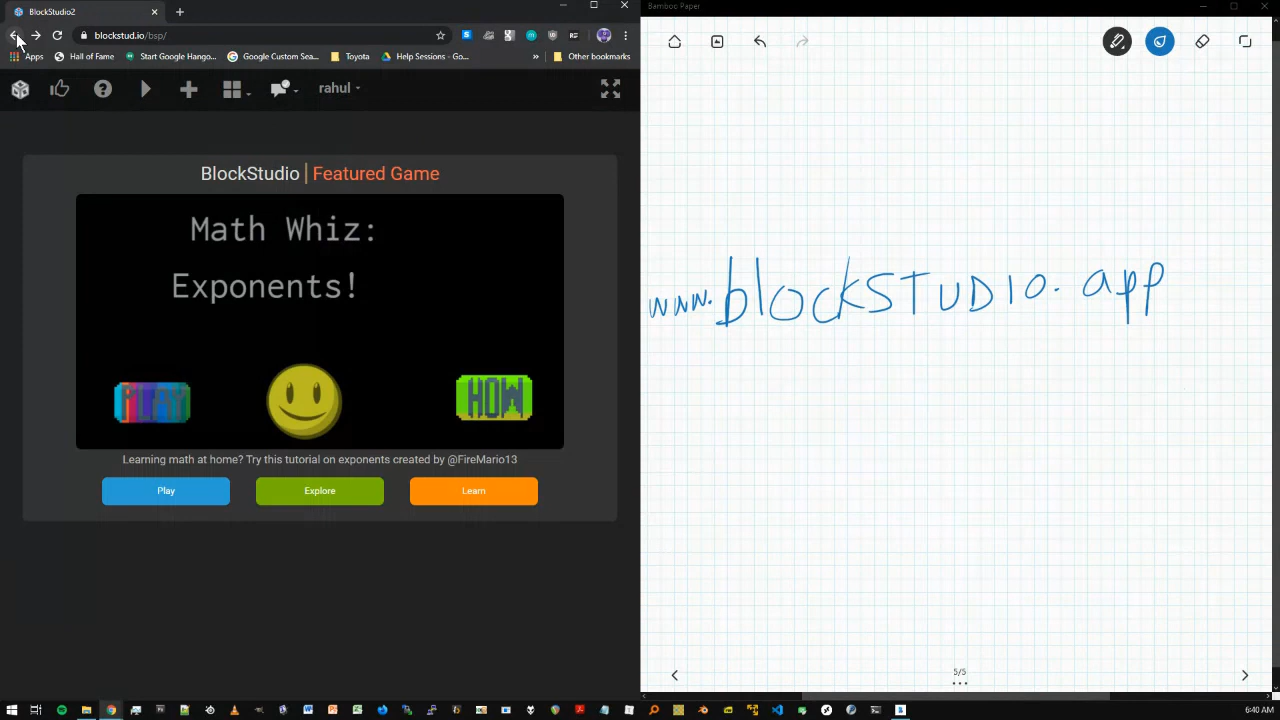 BlockStudio2
Bamboo Paper
blockstud.io/bsp/
Apps
Hall of Fame
Start Google Hango...
Google Custom Sea...
Toyota
Help Sessions - Go...
»
Other bookmarks
rahul
BlockStudio | Featured Game
Math Whiz:
Exponents!
PLAY
HOW
Learning math at home? Try this tutorial on exponents created by @FireMario13
Play
Explore
Learn
www.blockSTUDIO.app
5/5
6:40 AM